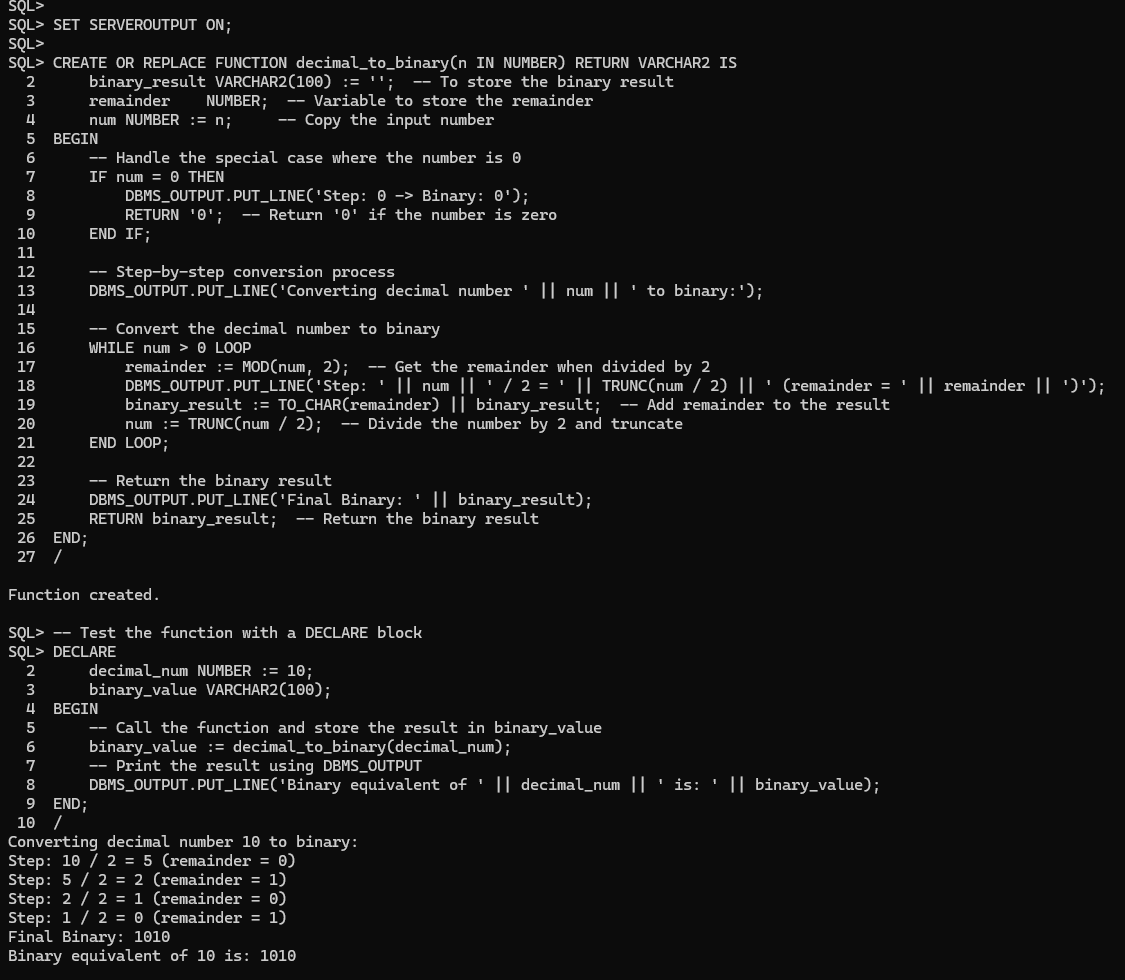 SQL>
SQL> SET SERVEROUTPUT ON;
SQL>
SQL> CREATE OR REPLACE FUNCTION decimal_to_binary(n IN NUMBER) RETURN VARCHAR2 IS
  2      binary_result VARCHAR2(100) := '';  -- To store the binary result
  3      remainder    NUMBER;  -- Variable to store the remainder
  4      num NUMBER := n;     -- Copy the input number
  5  BEGIN
  6      -- Handle the special case where the number is 0
  7      IF num = 0 THEN
  8          DBMS_OUTPUT.PUT_LINE('Step: 0 -> Binary: 0');
  9          RETURN '0';  -- Return '0' if the number is zero
 10      END IF;
 11
 12      -- Step-by-step conversion process
 13      DBMS_OUTPUT.PUT_LINE('Converting decimal number ' || num || ' to binary:');
 14
 15      -- Convert the decimal number to binary
 16      WHILE num > 0 LOOP
 17          remainder := MOD(num, 2);  -- Get the remainder when divided by 2
 18          DBMS_OUTPUT.PUT_LINE('Step: ' || num || ' / 2 = ' || TRUNC(num / 2) || ' (remainder = ' || remainder || ')');
 19          binary_result := TO_CHAR(remainder) || binary_result;  -- Add remainder to the result
 20          num := TRUNC(num / 2);  -- Divide the number by 2 and truncate
 21      END LOOP;
 22
 23      -- Return the binary result
 24      DBMS_OUTPUT.PUT_LINE('Final Binary: ' || binary_result);
 25      RETURN binary_result;  -- Return the binary result
 26  END;
 27  /

Function created.

SQL> -- Test the function with a DECLARE block
SQL> DECLARE
  2      decimal_num NUMBER := 10;
  3      binary_value VARCHAR2(100);
  4  BEGIN
  5      -- Call the function and store the result in binary_value
  6      binary_value := decimal_to_binary(decimal_num);
  7      -- Print the result using DBMS_OUTPUT
  8      DBMS_OUTPUT.PUT_LINE('Binary equivalent of ' || decimal_num || ' is: ' || binary_value);
  9  END;
 10  /
Converting decimal number 10 to binary:
Step: 10 / 2 = 5 (remainder = 0)
Step: 5 / 2 = 2 (remainder = 1)
Step: 2 / 2 = 1 (remainder = 0)
Step: 1 / 2 = 0 (remainder = 1)
Final Binary: 1010
Binary equivalent of 10 is: 1010